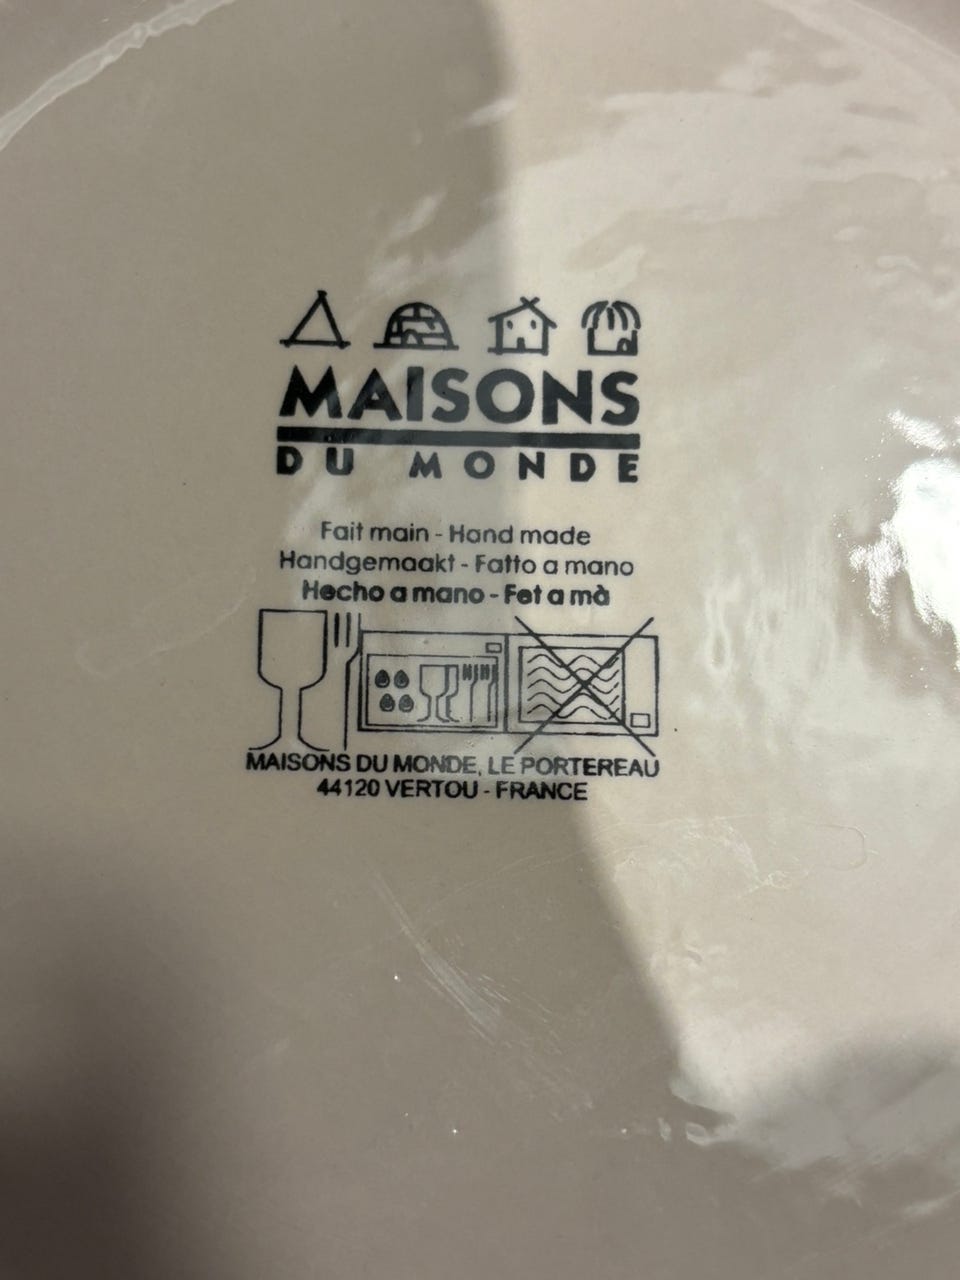 MAISONS
DU MONDE
Fait main - Hand made
Handgemaakt - Fatto a mano
Hecho a mano - Fet a mà
MAISONS DU MONDE, LE PORTEREAU
44120 VERTOU - FRANCE